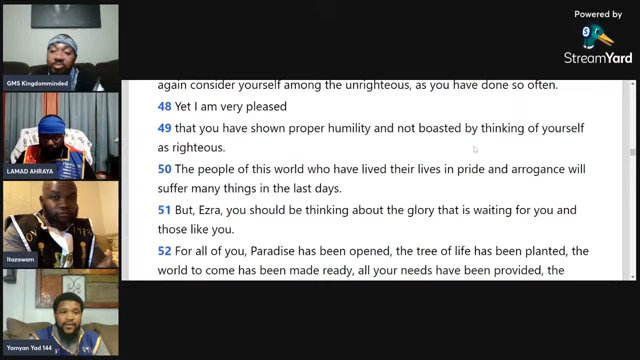 Powered by
StreamYard
GMS Kingdomminded
LAMAD AHRAYA
Itazawam
Yamyan Yad 144
again consider yourself among the unrighteous, as you have done so often.
48 Yet I am very pleased
49 that you have shown proper humility and not boasted by thinking of yourself
as righteous.
50 The people of this world who have lived their lives in pride and arrogance will
suffer many things in the last days.
51 But, Ezra, you should be thinking about the glory that is waiting for you and
those like you.
52 For all of you, Paradise has been opened, the tree of life has been planted, the
world to come has been made ready, all your needs have been provided, the